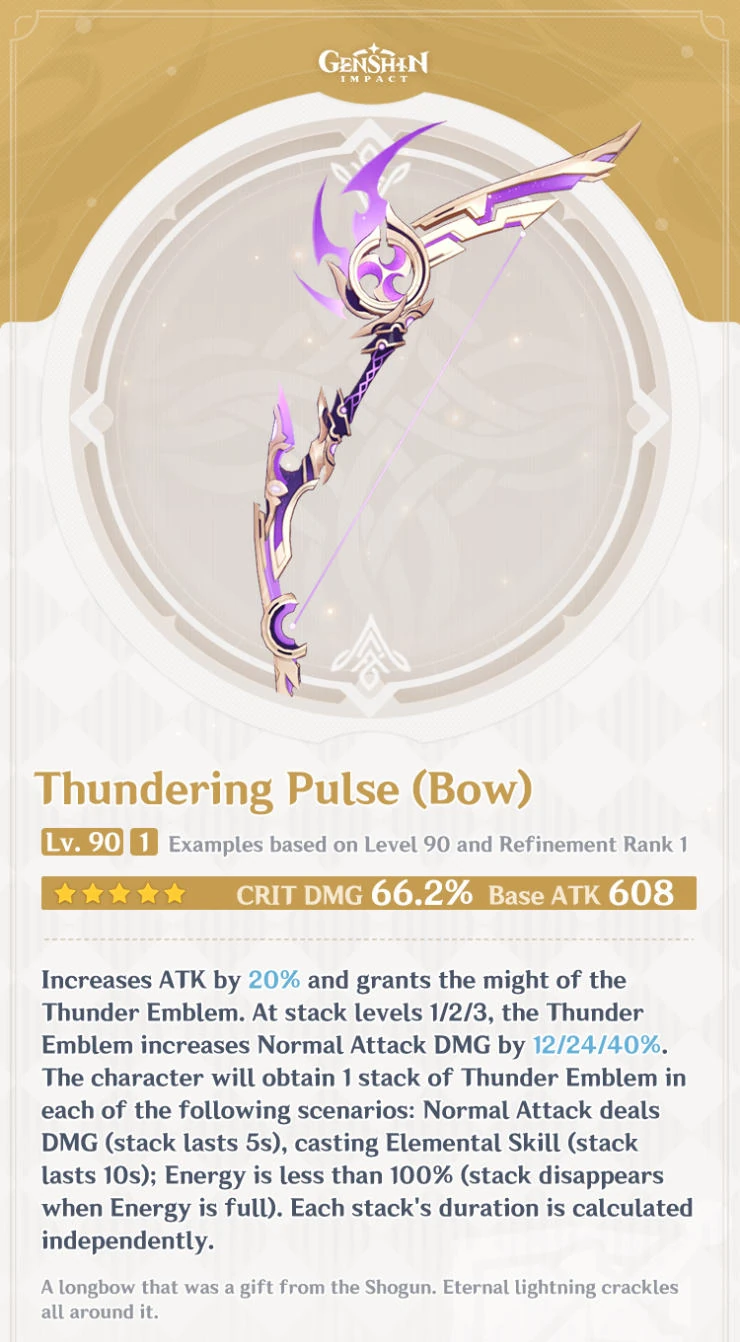 GENSHIN
IMPACT
Thundering Pulse (Bow)
Lv. 90 1 Examples based on Level 90 and Refinement Rank 1
CRIT DMG 66.2% Base ATK 608
Increases ATK by 20% and grants the might of the
Thunder Emblem. At stack levels 1/2/3, the Thunder
Emblem increases Normal Attack DMG by 12/24/40%.
The character will obtain 1 stack of Thunder Emblem in
each of the following scenarios: Normal Attack deals
DMG (stack lasts 5s), casting Elemental Skill (stack
lasts 10s); Energy is less than 100% (stack disappears
when Energy is full). Each stack's duration is calculated
independently.
A longbow that was a gift from the Shogun. Eternal lightning crackles
all around it.